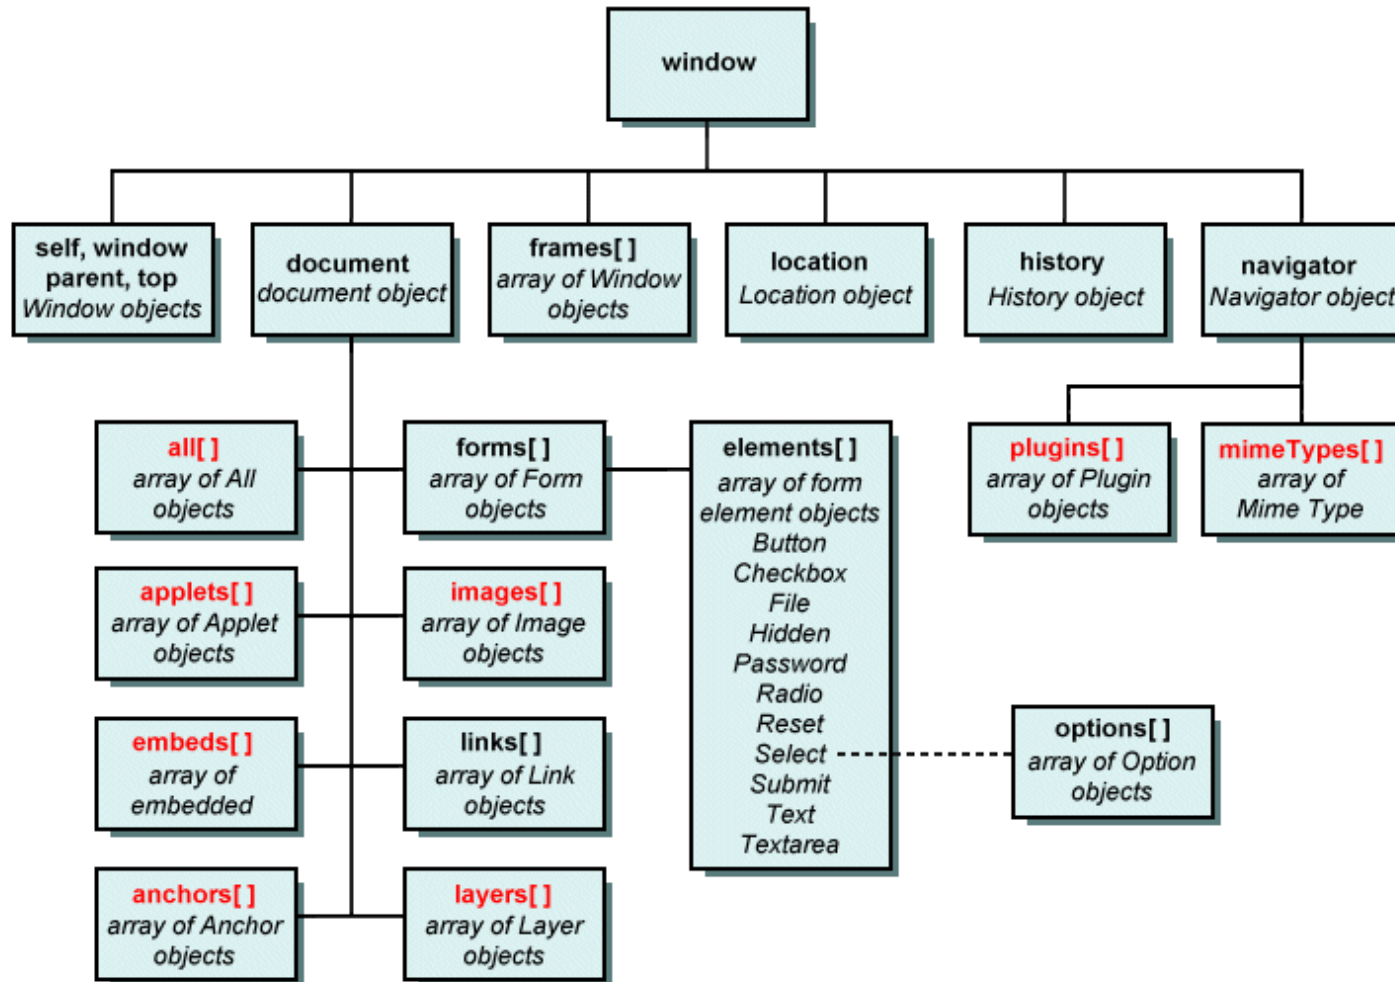 window
self, window
parent, top
Window objects
document
document object
frames[ ]
array of Window
objects
location
Location object
history
History object
navigator
Navigator object
all[ ]
array of All
objects
forms[ ]
array of Form
objects
elements[ ]
array of form
element objects
Button
Checkbox
File
Hidden
Password
Radio
Reset
Select
Submit
Text
Textarea
plugins[ ]
array of Plugin
objects
mimeTypes[ ]
array of
Mime Type
applets[ ]
array of Applet
objects
images[ ]
array of Image
objects
embeds[ ]
array of
embedded
links[ ]
array of Link
objects
options[ ]
array of Option
objects
anchors[ ]
array of Anchor
objects
layers[ ]
array of Layer
objects